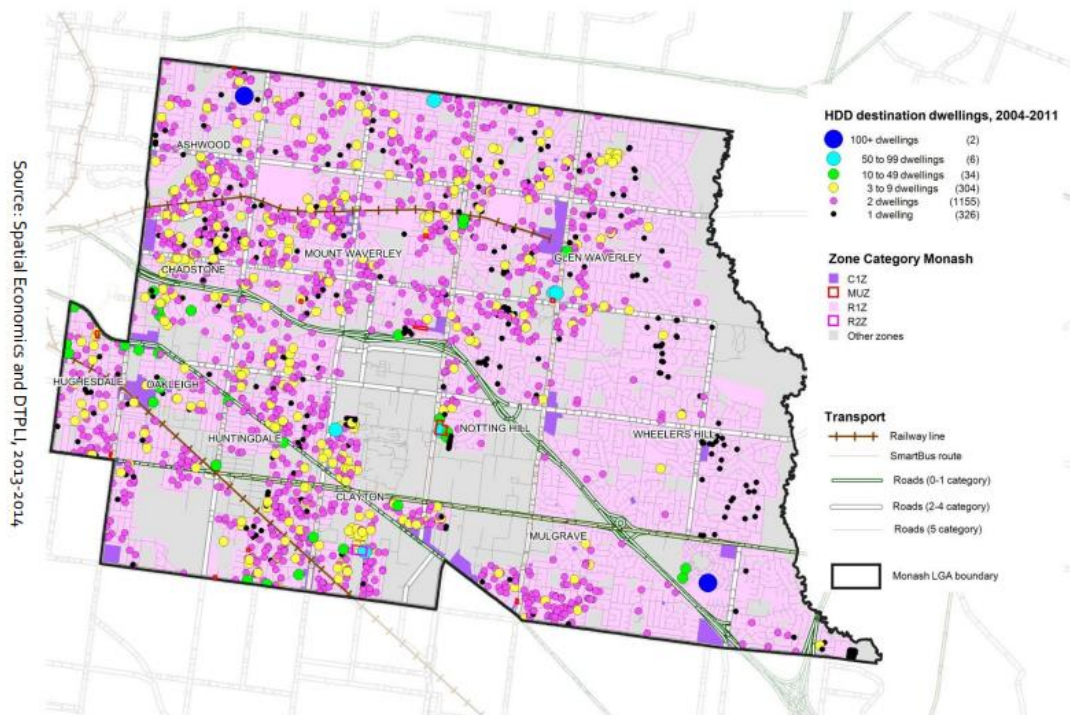 Source: Spatial Economics and DTPLI, 2013-2014
ASHWOOD
MOUNT WAVERLEY
GLEN WAVERLEY
CHADSTONE
HUGHESDALE
OAKLEIGH
HUNTINGDALE
NOTTING HILL
WHEELERS HILL
CLAYTON
MULGRAVE
HDD destination dwellings, 2004-2011
100+ dwellings (2)
50 to 99 dwellings (6)
10 to 49 dwellings (34)
3 to 9 dwellings (304)
2 dwellings (1155)
1 dwelling (326)
Zone Category Monash
C1Z
MUZ
R1Z
R2Z
Other zones
Transport
Railway line
SmartBus route
Roads (0-1 category)
Roads (2-4 category)
Roads (5 category)
Monash LGA boundary